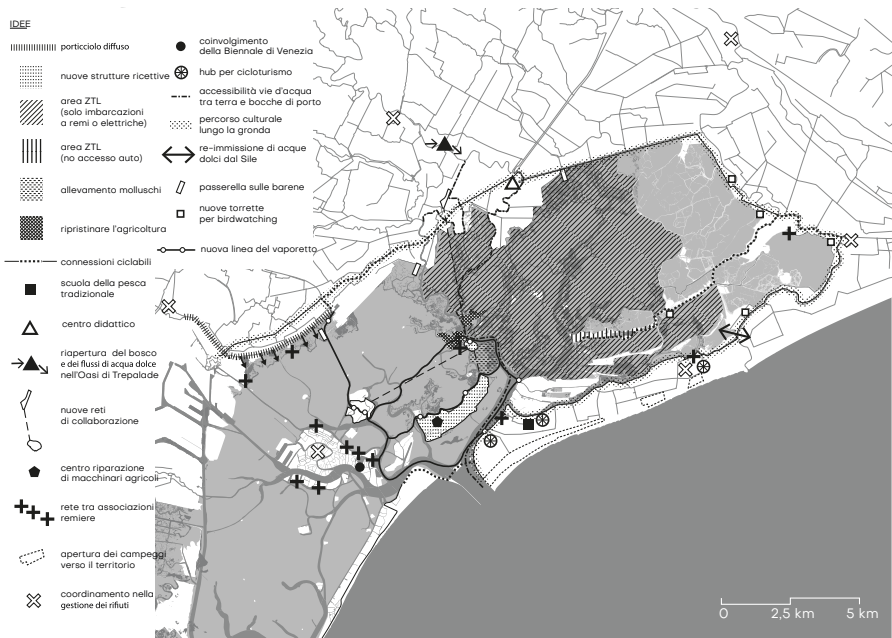 IDEE
porticciolo diffuso
nuove strutture ricettive
area ZTL
(solo imbarcazioni
a remi o elettriche)
area ZTL
(no accesso auto)
allevamento molluschi
ripristinare l'agricoltura
connessioni ciclabili
scuola della pesca
tradizionale
centro didattico
riapertura del bosco
e dei flussi di acqua dolce
nell'Oasi di Trepalade
nuove reti
di collaborazione
centro riparazione
di macchinari agricoli
rete tra associazioni
remiere
apertura dei campeggi
verso il territorio
coordinamento nella
gestione dei rifiuti
coinvolgimento
della Biennale di Venezia
hub per cicloturismo
accessibilità vie d'acqua
tra terra e bocche di porto
percorso culturale
lungo la gronda
re-immissione di acque
dolci dal Sile
passerella sulle barene
nuove torrette
per birdwatching
nuova linea del vaporetto
0 2,5 km 5 km